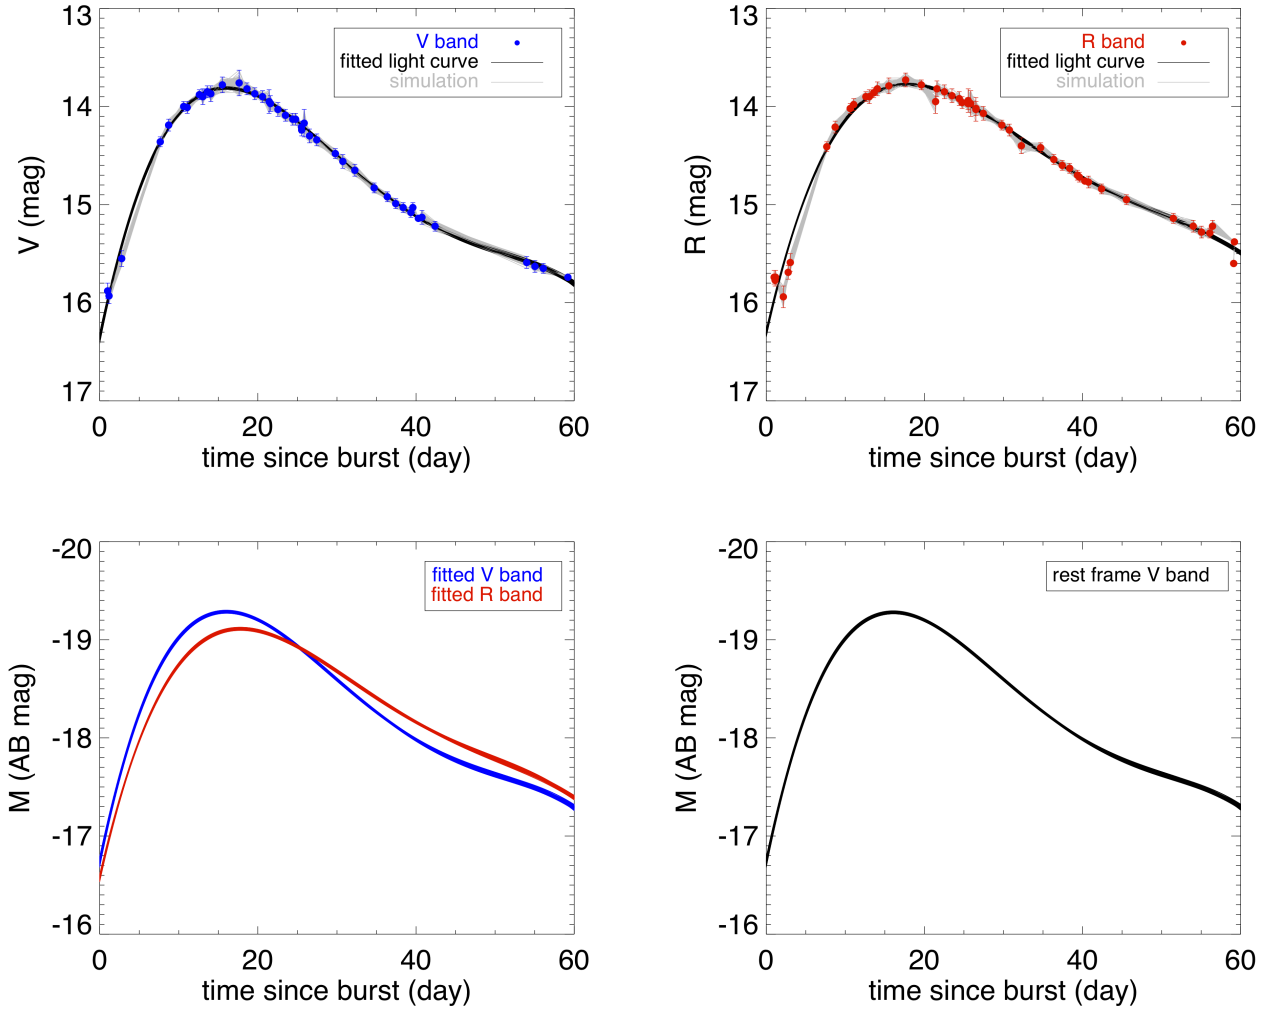 13
14
15
16
17
V (mag)
V band
fitted light curve
simulation
0
20
40
60
time since burst (day)
13
14
15
16
17
R (mag)
R band
fitted light curve
simulation
0
20
40
60
time since burst (day)
-20
-19
-18
-17
-16
M (AB mag)
fitted V band
fitted R band
0
20
40
60
time since burst (day)
-20
-19
-18
-17
-16
M (AB mag)
rest frame V band
0
20
40
60
time since burst (day)